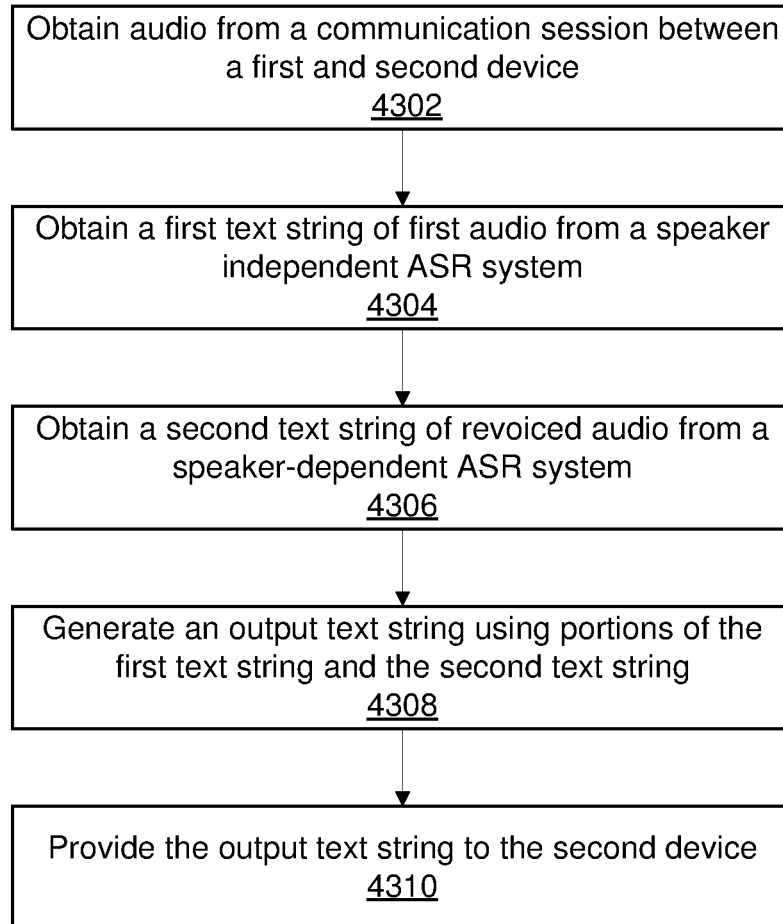 Obtain audio from a communication session between
a first and second device
4302
Obtain a first text string of first audio from a speaker
independent ASR system
4304
Obtain a second text string of revoiced audio from a
speaker-dependent ASR system
4306
Generate an output text string using portions of the
first text string and the second text string
4308
Provide the output text string to the second device
4310